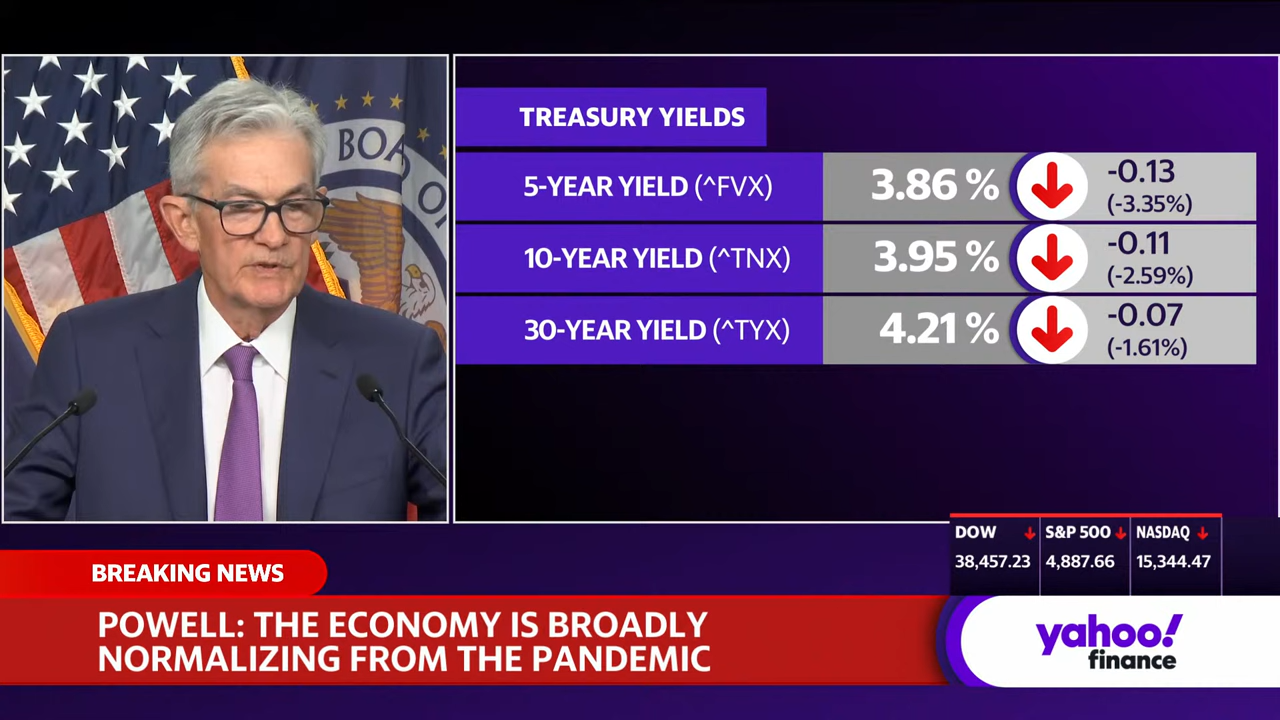 BOA
D OF
TREASURY YIELDS
5-YEAR YIELD (^FVX) 3.86 % -0.13
(-3.35%)
10-YEAR YIELD (^TNX) 3.95 % -0.11
(-2.59%)
30-YEAR YIELD (^TYX) 4.21 % -0.07
(-1.61%)
DOW S&P 500 NASDAQ
38,457.23 4,887.66 15,344.47
BREAKING NEWS
POWELL: THE ECONOMY IS BROADLY
NORMALIZING FROM THE PANDEMIC
yahoo!
finance